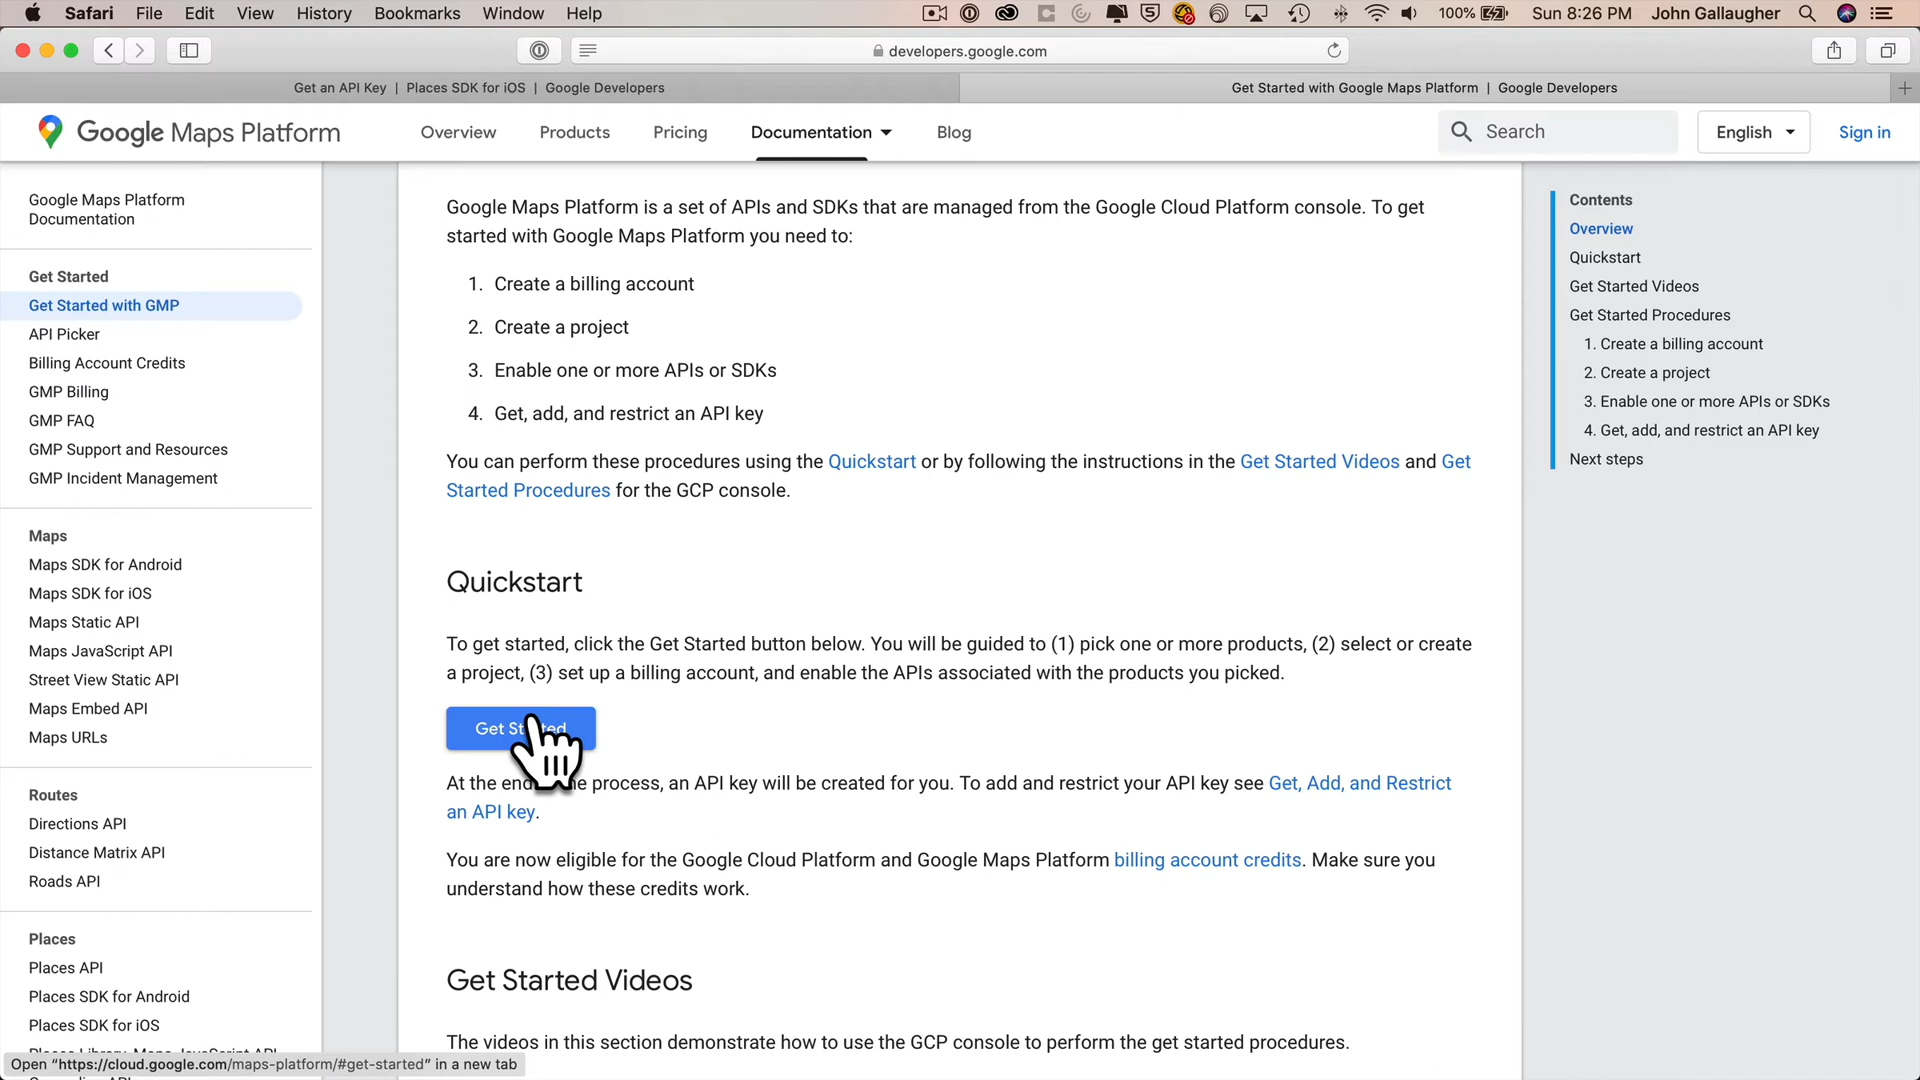 Safari File Edit View History Bookmarks Window Help 100% Sun 8:26 PM John Gallaugher
developers.google.com
Get an API Key | Places SDK for iOS | Google Developers
Get Started with Google Maps Platform | Google Developers
Google Maps Platform Overview Products Pricing Documentation Blog Search English Sign in
Google Maps Platform
Documentation
Get Started
Get Started with GMP
API Picker
Billing Account Credits
GMP Billing
GMP FAQ
GMP Support and Resources
GMP Incident Management
Maps
Maps SDK for Android
Maps SDK for iOS
Maps Static API
Maps JavaScript API
Street View Static API
Maps Embed API
Maps URLs
Routes
Directions API
Distance Matrix API
Roads API
Places
Places API
Places SDK for Android
Places SDK for iOS
Open “https://cloud.google.com/maps-platform/#get-started” in a new tab
Google Maps Platform is a set of APIs and SDKs that are managed from the Google Cloud Platform console. To get
started with Google Maps Platform you need to:
1. Create a billing account
2. Create a project
3. Enable one or more APIs or SDKs
4. Get, add, and restrict an API key
You can perform these procedures using the Quickstart or by following the instructions in the Get Started Videos and Get
Started Procedures for the GCP console.
Quickstart
To get started, click the Get Started button below. You will be guided to (1) pick one or more products, (2) select or create
a project, (3) set up a billing account, and enable the APIs associated with the products you picked.
Get Started
At the end process, an API key will be created for you. To add and restrict your API key see Get, Add, and Restrict
an API key.
You are now eligible for the Google Cloud Platform and Google Maps Platform billing account credits. Make sure you
understand how these credits work.
Get Started Videos
The videos in this section demonstrate how to use the GCP console to perform the get started procedures.
Contents
Overview
Quickstart
Get Started Videos
Get Started Procedures
1. Create a billing account
2. Create a project
3. Enable one or more APIs or SDKs
4. Get, add, and restrict an API key
Next steps